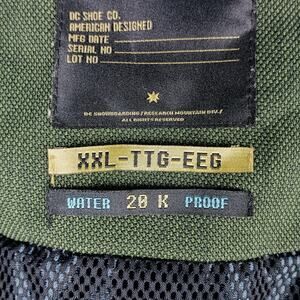 DC SHOE CO.
AMERICAN DESIGNED
MFG DATE
SERIAL NO
LOT NO
DC SNOWBOARDING/RESEARCH MOUNTAIN DIV./
ALL RIGHTS RESERVED
XXL-TTG-EEG
WATER 20 K PROOF